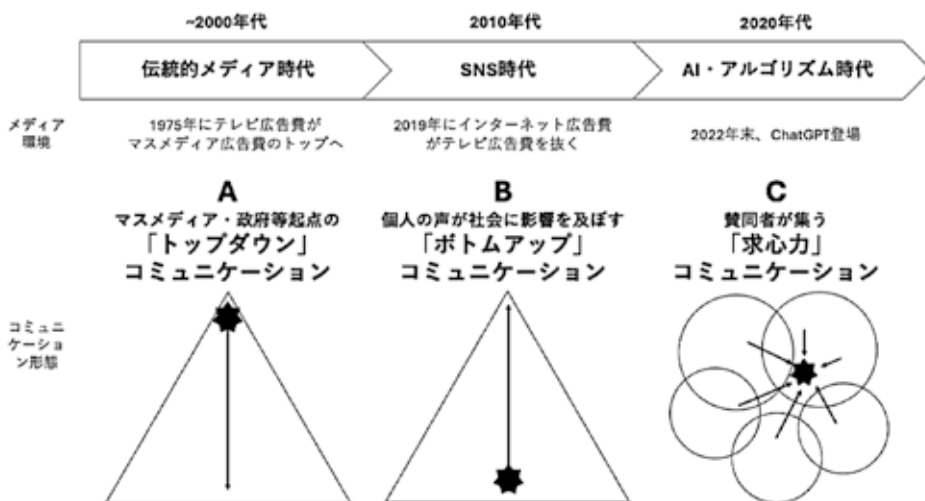 ~2000年代
2010年代
2020年代
伝統的メディア時代
SNS時代
AI・アルゴリズム時代
メディア
環境
1975年にテレビ広告費が
マスメディア広告費のトップへ
2019年にインターネット広告費
がテレビ広告費を抜く
2022年末、ChatGPT登場
A
マスメディア・政府等起点の
「トップダウン」
コミュニケーション
B
個人の声が社会に影響を及ぼす
「ボトムアップ」
コミュニケーション
C
賛同者が集う
「求心力」
コミュニケーション
コミュニ
ケーショ
ン形態